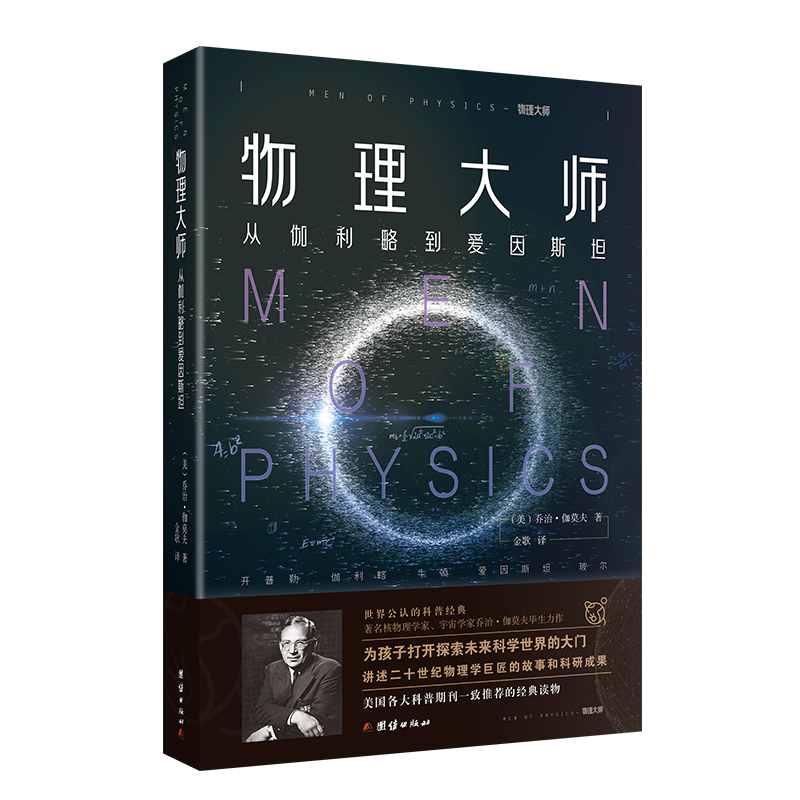 MEN OF PHYSICS—物理大师
物理大师
从伽利略到爱因斯坦
MEN
OF
PHYSICS
m+n
A=b²
E=mc²
（美）乔治·伽莫夫 著
金歌 译
开普勒 伽利略 牛顿 爱因斯坦 玻尔
世界公认的科普经典
著名核物理学家、宇宙学家乔治·伽莫夫毕生力作
为孩子打开探索未来科学世界的大门
讲述二十世纪物理学巨匠的故事和科研成果
美国各大科普期刊一致推荐的经典读物
团结出版社
MEN OF PHYSICS—物理大师
物理大师
从伽利略到爱因斯坦
（美）乔治·伽莫夫 著
金歌 译
团结出版社